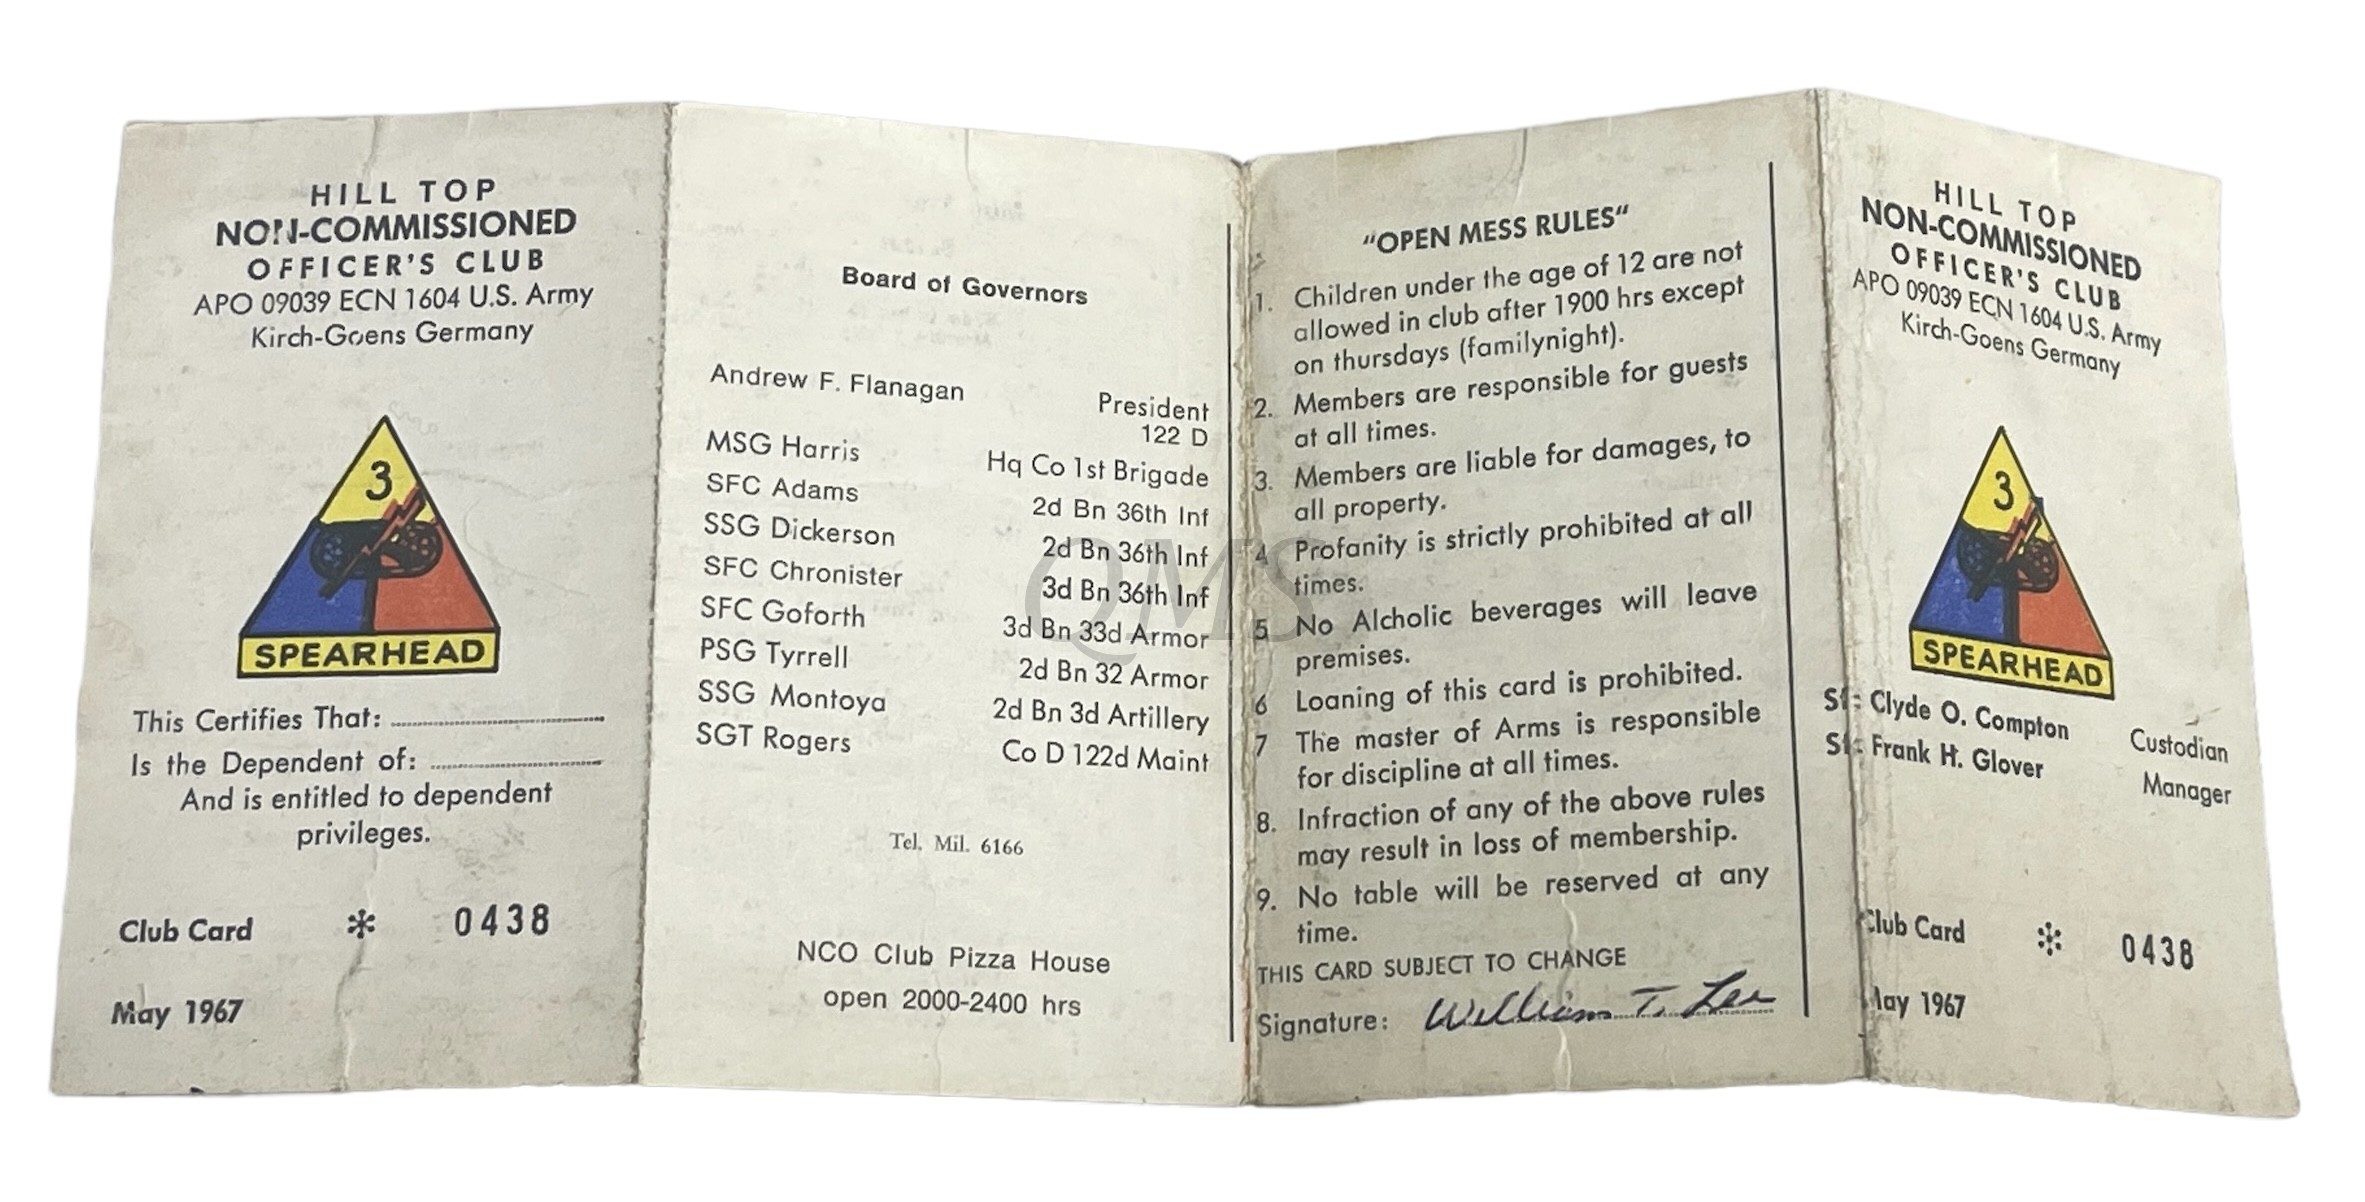 HILL TOP
NON-COMMISSIONED
OFFICER'S CLUB
APO 09039 ECN 1604 U.S. Army
Kirch-Goens Germany
3
SPEARHEAD
This Certifies That:
Is the Dependent of:
And is entitled to dependent
privileges.
Club Card * 0438
May 1967
Board of Governors
Andrew F. Flanagan President
122 D
MSG Harris Hq Co 1st Brigade
SFC Adams 2d Bn 36th Inf
SSG Dickerson 2d Bn 36th Inf
SFC Chronister 3d Bn 36th Inf
SFC Goforth 3d Bn 33d Armor
PSG Tyrrell 2d Bn 32 Armor
SSG Montoya 2d Bn 3d Artillery
SGT Rogers Co D 122d Maint
Tel. Mil. 6166
NCO Club Pizza House
open 2000-2400 hrs
QMS
"OPEN MESS RULES"
1. Children under the age of 12 are not
allowed in club after 1900 hrs except
on thursdays (familynight).
2. Members are responsible for guests
at all times.
3. Members are liable for damages, to
all property.
4 Profanity is strictly prohibited at all
times.
5 No Alcholic beverages will leave
premises.
6 Loaning of this card is prohibited.
7 The master of Arms is responsible
for discipline at all times.
8. Infraction of any of the above rules
may result in loss of membership.
9. No table will be reserved at any
time.
THIS CARD SUBJECT TO CHANGE
Signature: William T. Lee
HILL TOP
NON-COMMISSIONED
OFFICER'S CLUB
APO 09039 ECN 1604 U.S. Army
Kirch-Goens Germany
3
SPEARHEAD
Clyde O. Compton Custodian
Frank H. Glover Manager
Club Card * 0438
May 1967